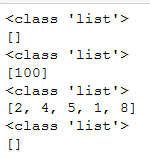 <class 'list'>
[]
<class 'list'>
[100]
<class 'list'>
[2, 4, 5, 1, 8]
<class 'list'>
[]